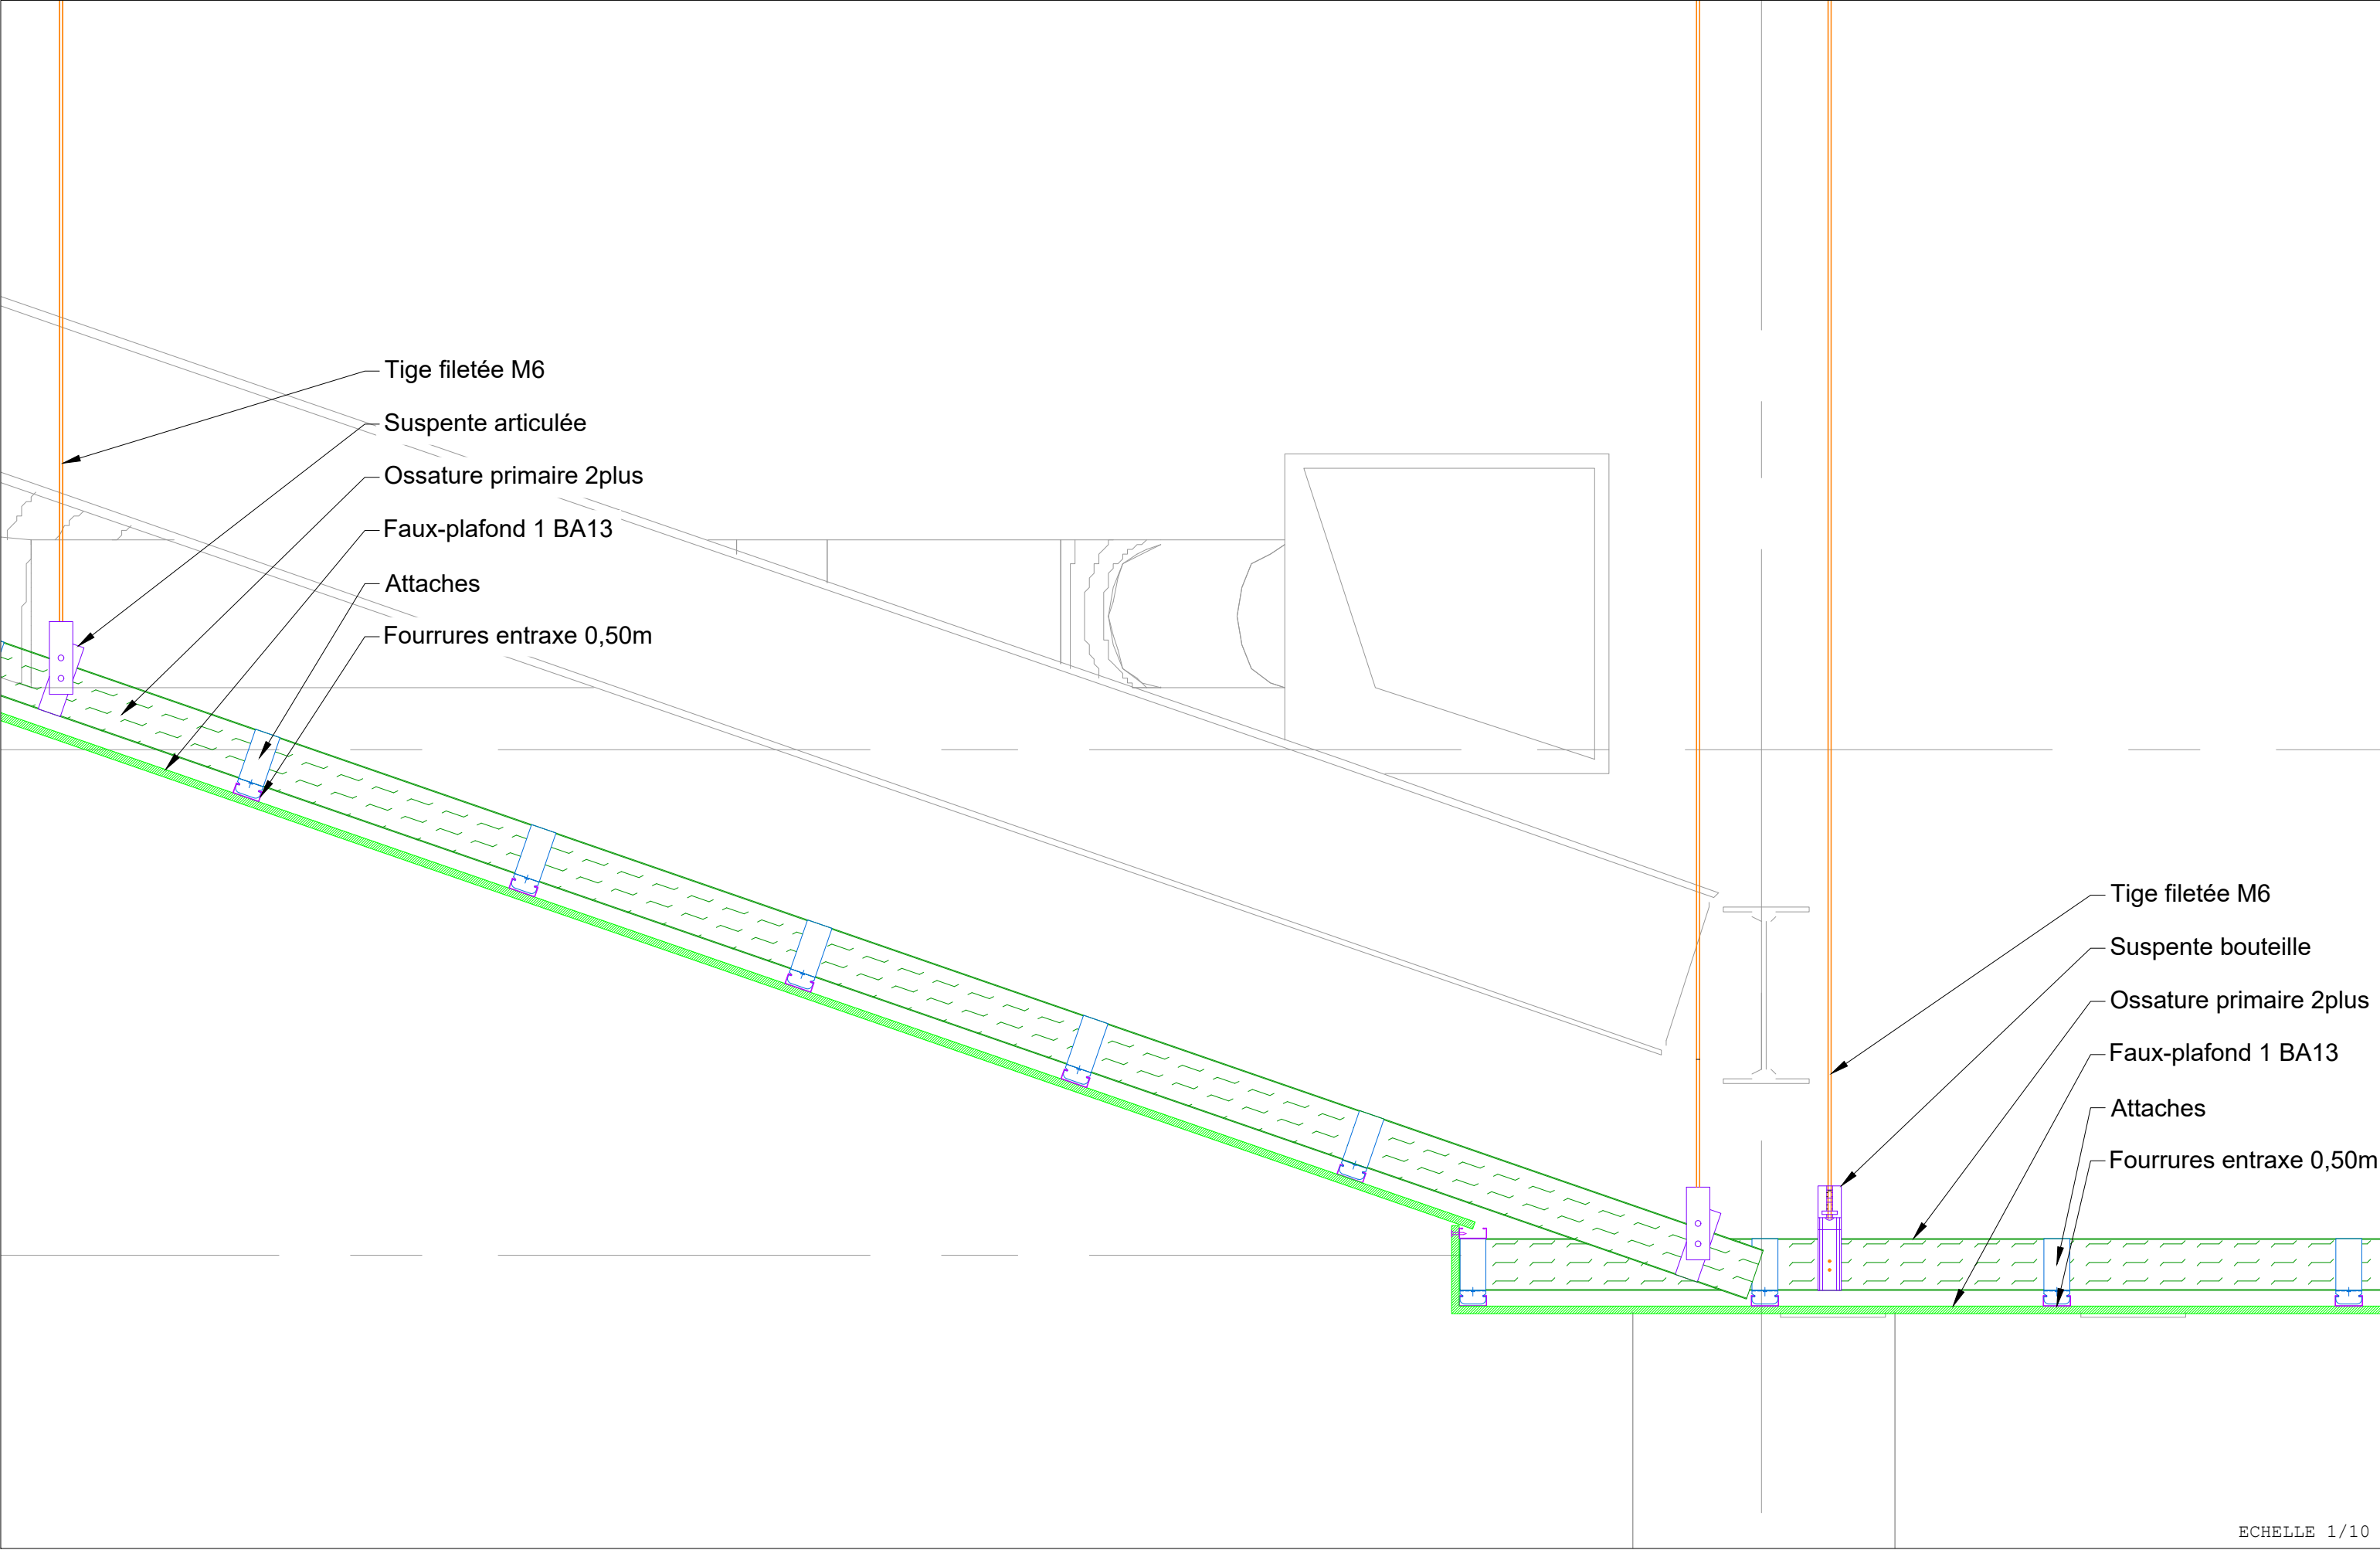 Tige filetée M6
Suspente articulée
Ossature primaire 2plus
Faux-plafond 1 BA13
Attaches
Fourrures entraxe 0,50m
Tige filetée M6
Suspente bouteille
Ossature primaire 2plus
Faux-plafond 1 BA13
Attaches
Fourrures entraxe 0,50m
ECHELLE 1/10